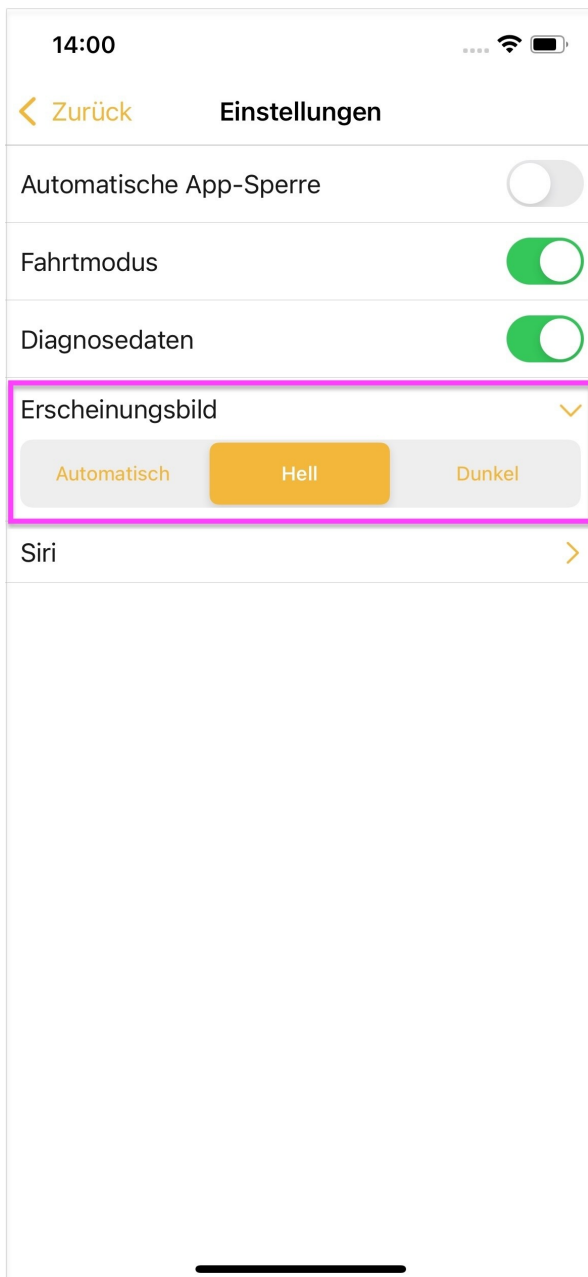 14:00
Zurück Einstellungen
Automatische App-Sperre
Fahrtmodus
Diagnosedaten
Erscheinungsbild
Automatisch Hell Dunkel
Siri